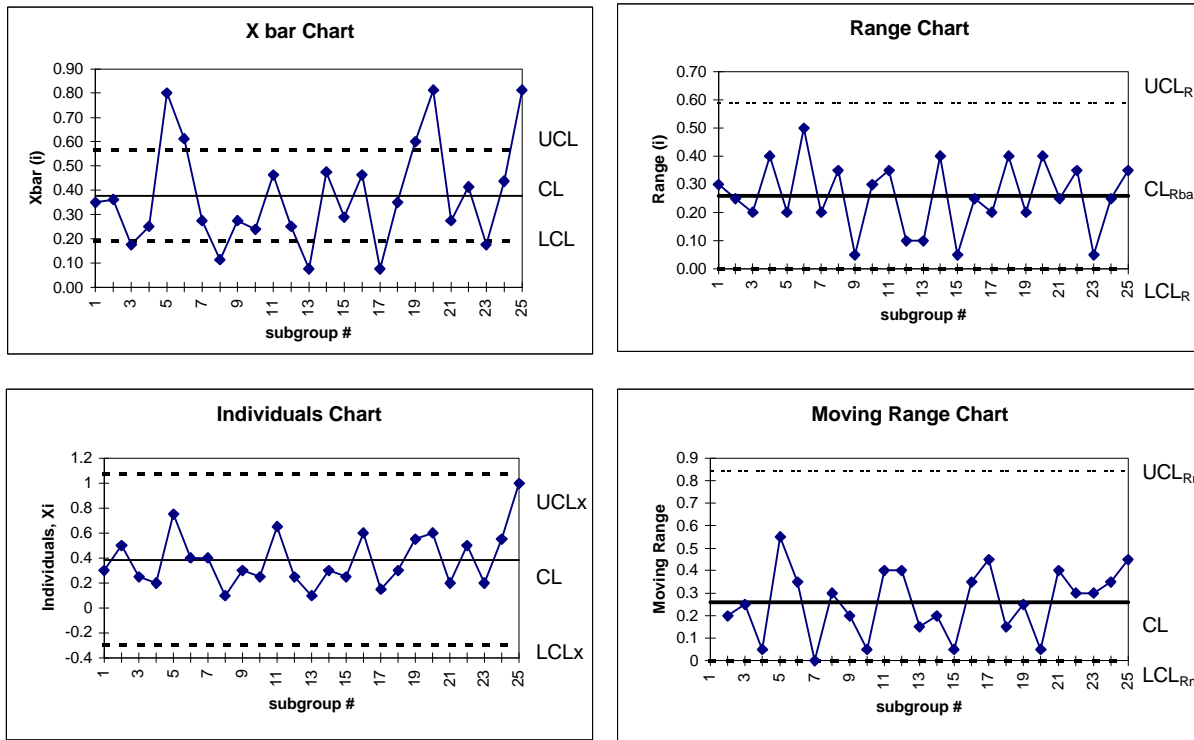 X bar Chart
Xbar (i)
0.90
0.80
0.70
0.60
0.50
0.40
0.30
0.20
0.10
0.00
UCL
CL
LCL
1 3 5 7 9 11 13 15 17 19 21 23 25
subgroup #
Range Chart
Range (i)
0.70
0.60
0.50
0.40
0.30
0.20
0.10
0.00
UCLR
CLRba
LCLR
1 3 5 7 9 11 13 15 17 19 21 23 25
subgroup #
Individuals Chart
Individuals, Xi
1.2
1
0.8
0.6
0.4
0.2
0
-0.2
-0.4
UCLx
CL
LCLx
1 3 5 7 9 11 13 15 17 19 21 23 25
subgroup #
Moving Range Chart
Moving Range
0.9
0.8
0.7
0.6
0.5
0.4
0.3
0.2
0.1
0
UCLRn
CL
LCLRn
1 3 5 7 9 11 13 15 17 19 21 23 25
subgroup #